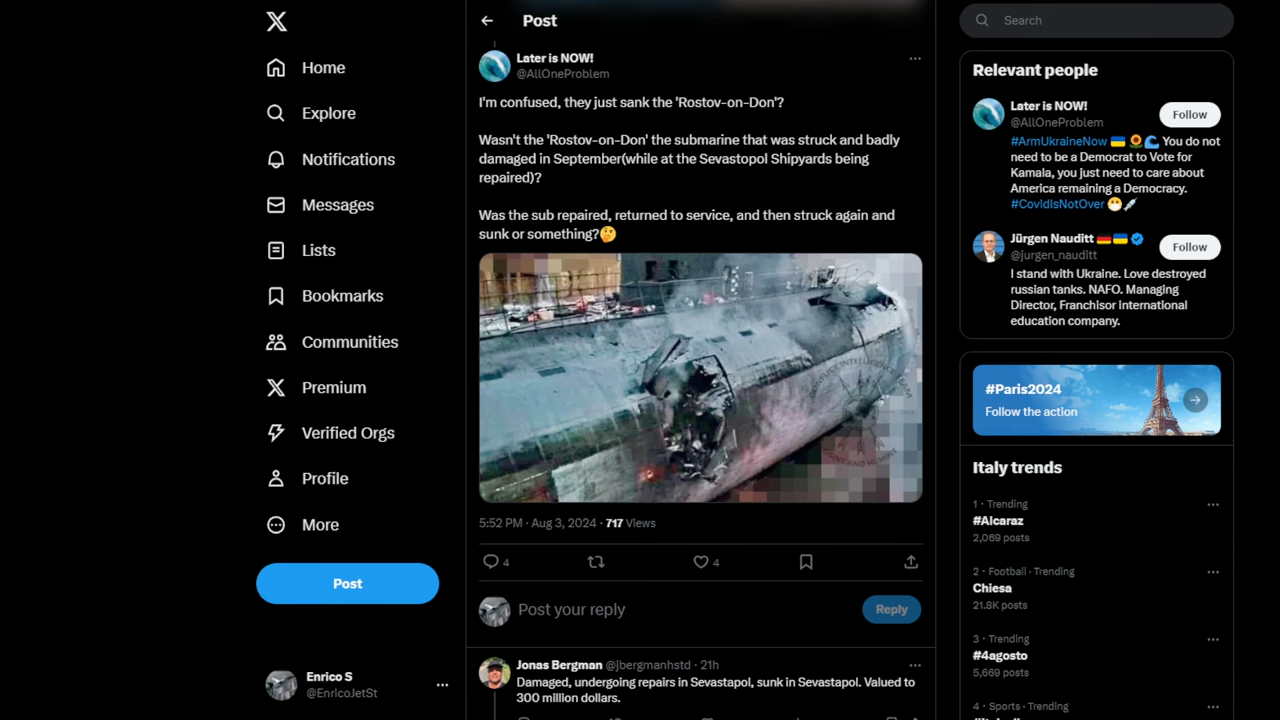 Home
Explore
Notifications
Messages
Lists
Bookmarks
Communities
Premium
Verified Orgs
Profile
More
Post
Enrico S
@EnricoJetSt
Post
Later is NOW!
@AllOneProblem
I'm confused, they just sank the 'Rostov-on-Don'?
Wasn't the 'Rostov-on-Don' the submarine that was struck and badly
damaged in September(while at the Sevastopol Shipyards being
repaired)?
Was the sub repaired, returned to service, and then struck again and
sunk or something?🤔
5:52 PM · Aug 3, 2024 · 717 Views
4
4
Post your reply
Reply
Jonas Bergman @jbergmanhstd · 21h
Damaged, undergoing repairs in Sevastapol, sunk in Sevastapol. Valued to
300 million dollars.
Search
Relevant people
Later is NOW!
@AllOneProblem
Follow
#ArmUkraineNow 🇺🇦 🌻🌊 You do not
need to be a Democrat to Vote for
Kamala, you just need to care about
America remaining a Democracy.
#CovidIsNotOver 😷💉
Jürgen Nauditt 🇩🇪🇺🇦
@jurgen_nauditt
Follow
I stand with Ukraine. Love destroyed
russian tanks. NAFO. Managing
Director, Franchisor international
education company.
#Paris2024
Follow the action
Italy trends
1 · Trending
#Alcaraz
2,069 posts
2 · Football · Trending
Chiesa
21.8K posts
3 · Trending
#4agosto
5,669 posts
4 · Sports · Trending